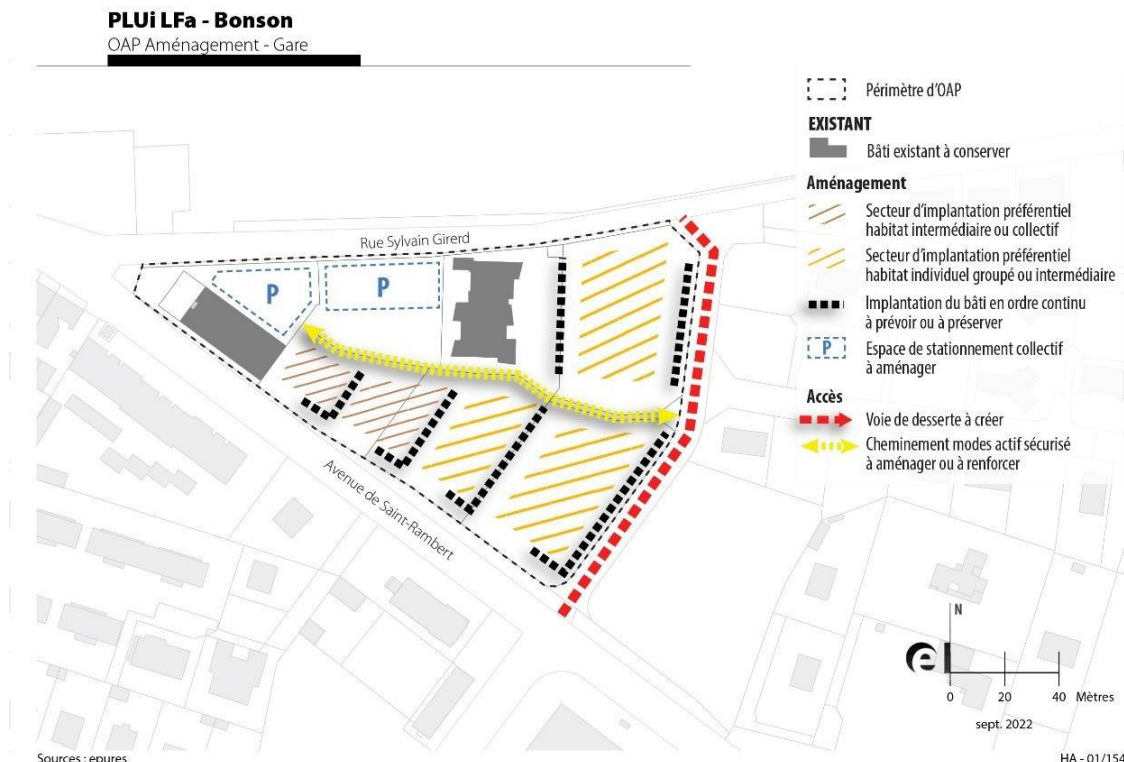 PLUi LFa - Bonson
OAP Aménagement - Gare
Périmètre d'OAP
EXISTANT
Bâti existant à conserver
Aménagement
Secteur d'implantation préférentiel
habitat intermédiaire ou collectif
Secteur d'implantation préférentiel
habitat individuel groupé ou intermédiaire
Implantation du bâti en ordre continu
à prévoir ou à préserver
P
Espace de stationnement collectif
à aménager
Accès
Voie de desserte à créer
Cheminement modes actif sécurisé
à aménager ou à renforcer
Rue Sylvain Girerd
P
P
Avenue de Saint-Rambert
N
e
0 20 40 Mètres
sept. 2022
Sources : epures
HA - 01/154